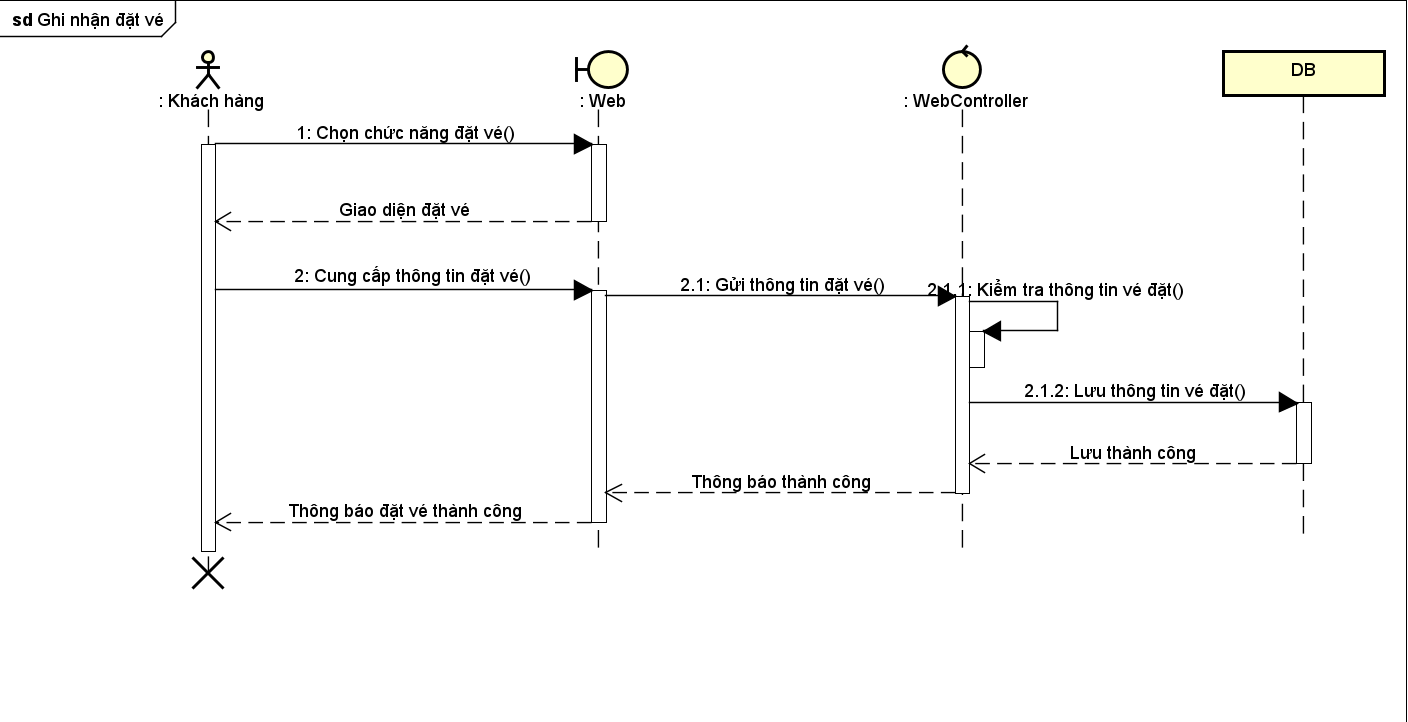 sd Ghi nhận đặt vé
: Khách hàng
: Web
: WebController
DB
1: Chọn chức năng đặt vé()
Giao diện đặt vé
2: Cung cấp thông tin đặt vé()
2.1: Gửi thông tin đặt vé()
2.1.1: Kiểm tra thông tin vé đặt()
2.1.2: Lưu thông tin vé đặt()
Lưu thành công
Thông báo thành công
Thông báo đặt vé thành công